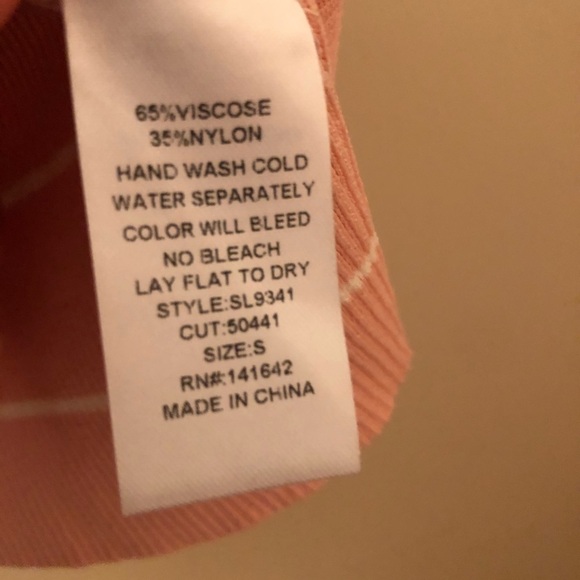 65%VISCOSE
35%NYLON
HAND WASH COLD
WATER SEPARATELY
COLOR WILL BLEED
NO BLEACH
LAY FLAT TO DRY
STYLE:SL9341
CUT:50441
SIZE:S
RN#:141642
MADE IN CHINA